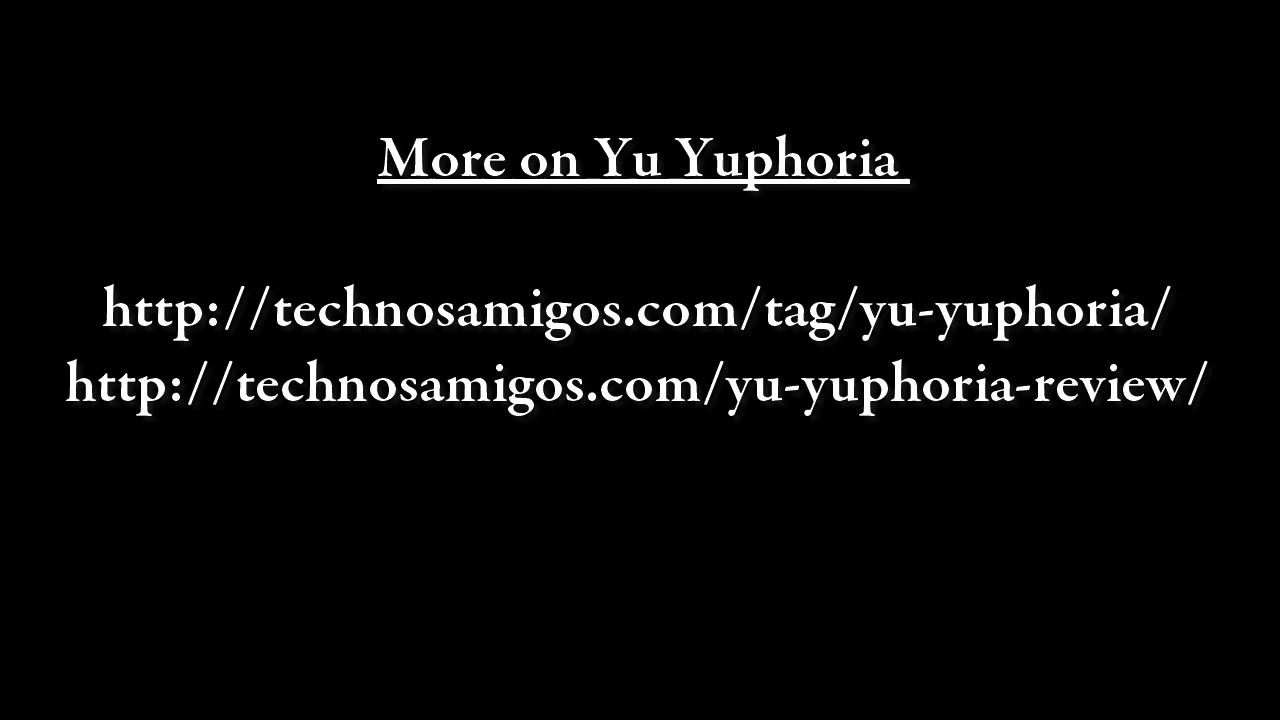 More on Yu Yuphoria
http://technosamigos.com/tag/yu-yuphoria/
http://technosamigos.com/yu-yuphoria-review/